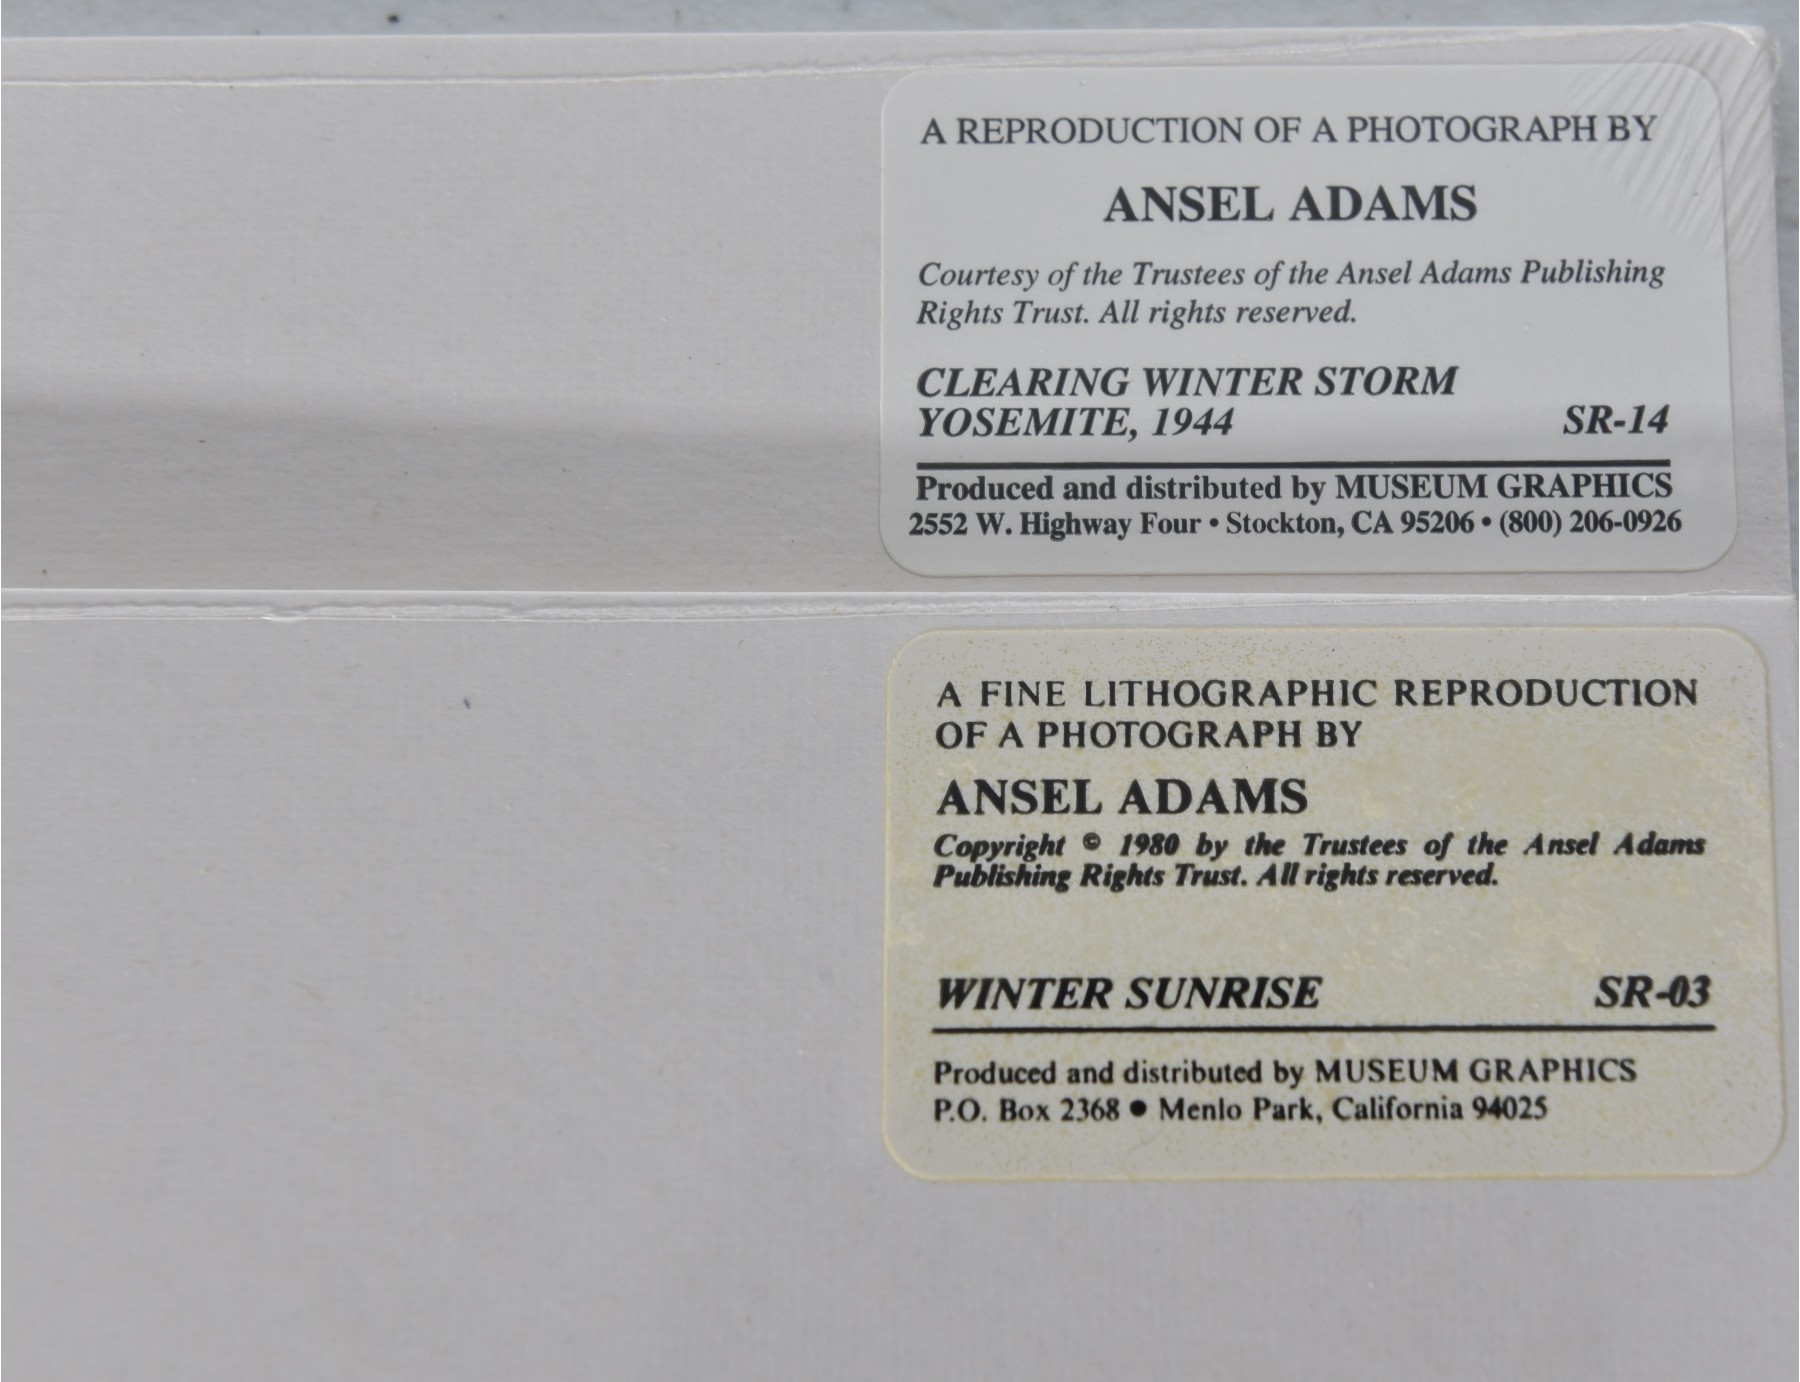 A REPRODUCTION OF A PHOTOGRAPH BY
ANSEL ADAMS
Courtesy of the Trustees of the Ansel Adams Publishing
Rights Trust. All rights reserved.
CLEARING WINTER STORM
YOSEMITE, 1944 SR-14
Produced and distributed by MUSEUM GRAPHICS
2552 W. Highway Four • Stockton, CA 95206 • (800) 206-0926
A FINE LITHOGRAPHIC REPRODUCTION
OF A PHOTOGRAPH BY
ANSEL ADAMS
Copyright © 1980 by the Trustees of the Ansel Adams
Publishing Rights Trust. All rights reserved.
WINTER SUNRISE SR-03
Produced and distributed by MUSEUM GRAPHICS
P.O. Box 2368 ● Menlo Park, California 94025